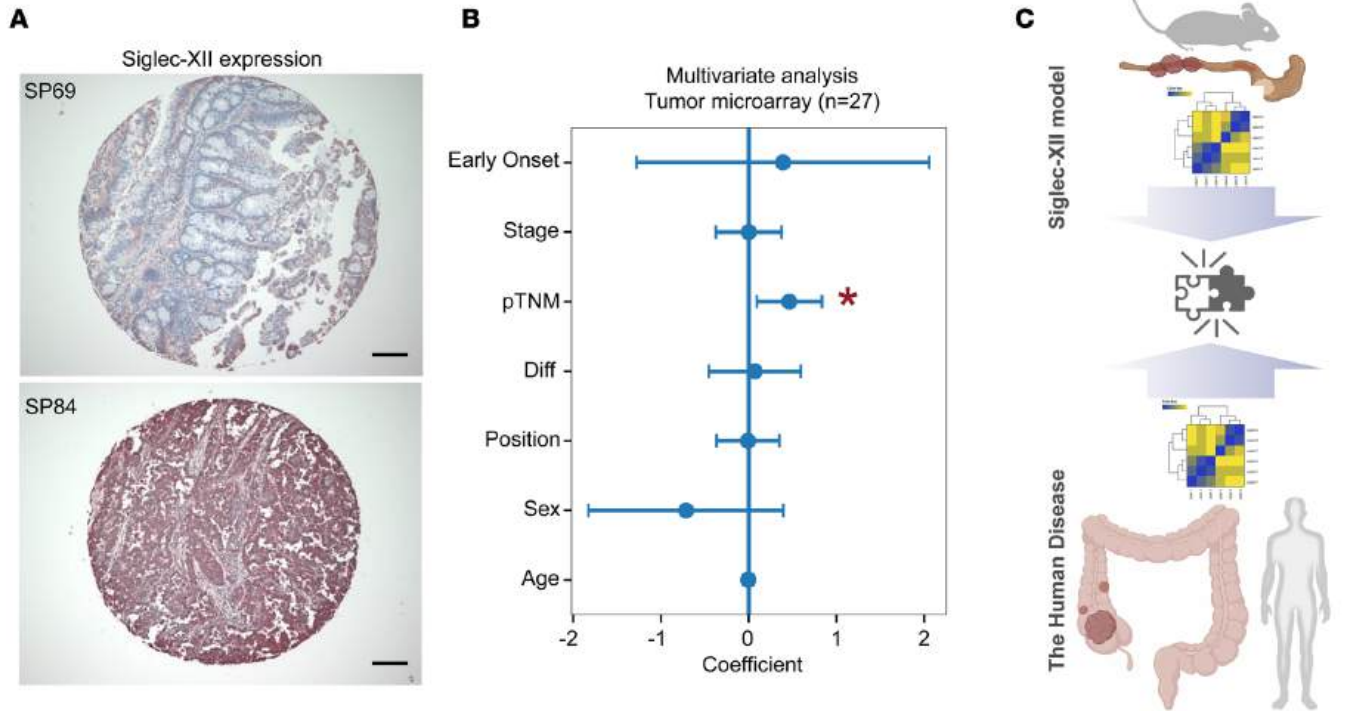 A
Siglec-XII expression
SP69
SP84
B
Multivariate analysis
Tumor microarray (n=27)
Early Onset
Stage
pTNM
*
Diff
Position
Sex
Age
-2
-1
0
1
2
Coefficient
C
Siglec-XII model
The Human Disease